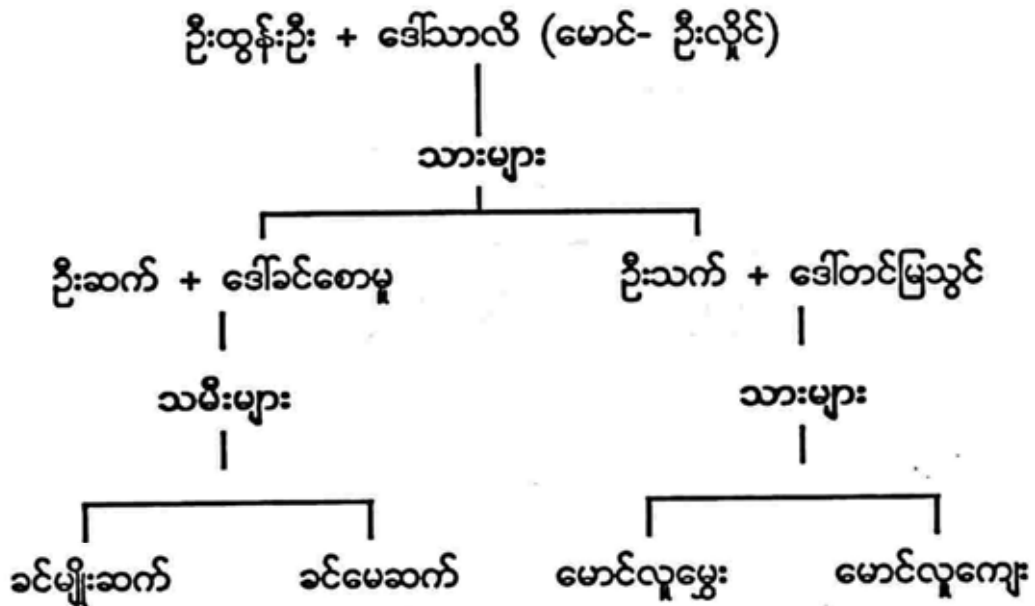 ဦးထွန်းဦး + ဒေါ်သာလိ (မောင်- ဦးလှိုင်)
သားများ
ဦးဆက် + ဒေါ်ခင်စောမူ ဦးသက် + ဒေါ်တင်မြသွင်
သမီးများ သားများ
ခင်မျိုးဆက် ခင်မေဆက် မောင်လူမွှေး မောင်လူကျေး